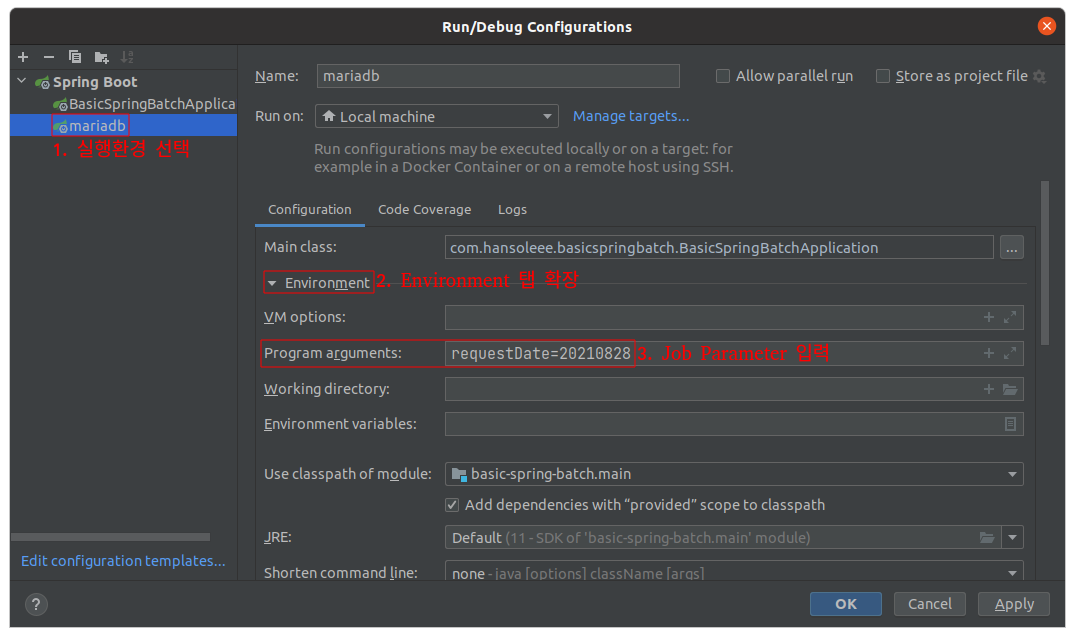 Run/Debug Configurations
Spring Boot
BasicSpringBatchApplica
mariadb
1. 실행환경 선택
Edit configuration templates...
Name: mariadb Allow parallel run Store as project file
Run on: Local machine Manage targets...
Run configurations may be executed locally or on a target: for
example in a Docker Container or on a remote host using SSH.
Configuration Code Coverage Logs
Main class: com.hansoleee.basicspringbatch.BasicSpringBatchApplication ...
Environment 2. Environment 탭 확장
VM options:
Program arguments: requestDate=20210828 3. Job Parameter 입력
Working directory:
Environment variables:
Use classpath of module: basic-spring-batch.main
Add dependencies with “provided” scope to classpath
JRE: Default (11 - SDK of 'basic-spring-batch.main' module)
Shorten command line: none - java [options] className [args]
? OK Cancel Apply